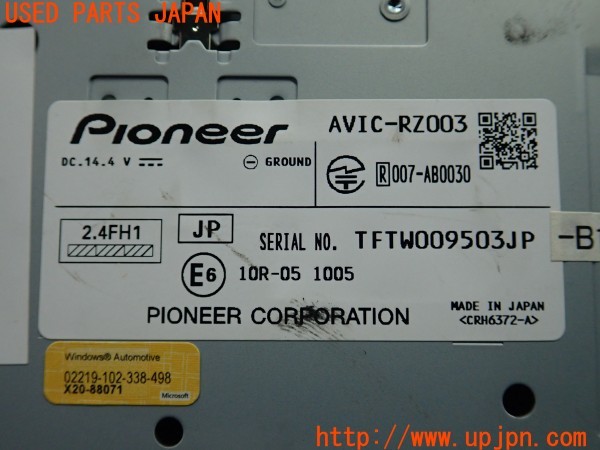 USED PARTS JAPAN
Pioneer
AVIC-RZ003
DC.14.4 V
GROUND
R 007-AB0030
2.4FH1
JP
SERIAL NO. TFTW009503JP
-B1
E6
10R-05 1005
MADE IN JAPAN
PIONEER CORPORATION
<CRH6372-A>
Windows® Automotive
02219-102-338-498
X20-88071
Microsoft
http://www.upjpn.com/